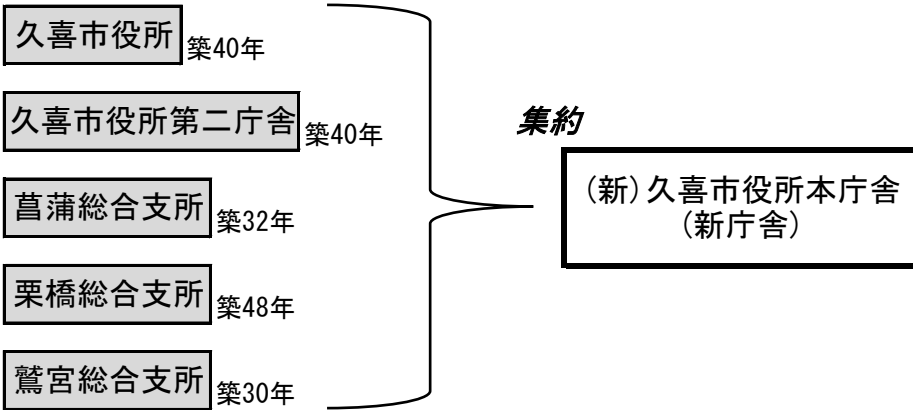 久喜市役所 築40年
久喜市役所第二庁舎 築40年
集約
菖蒲総合支所 築32年
(新)久喜市役所本庁舎
(新庁舎)
栗橋総合支所 築48年
鷲宮総合支所 築30年